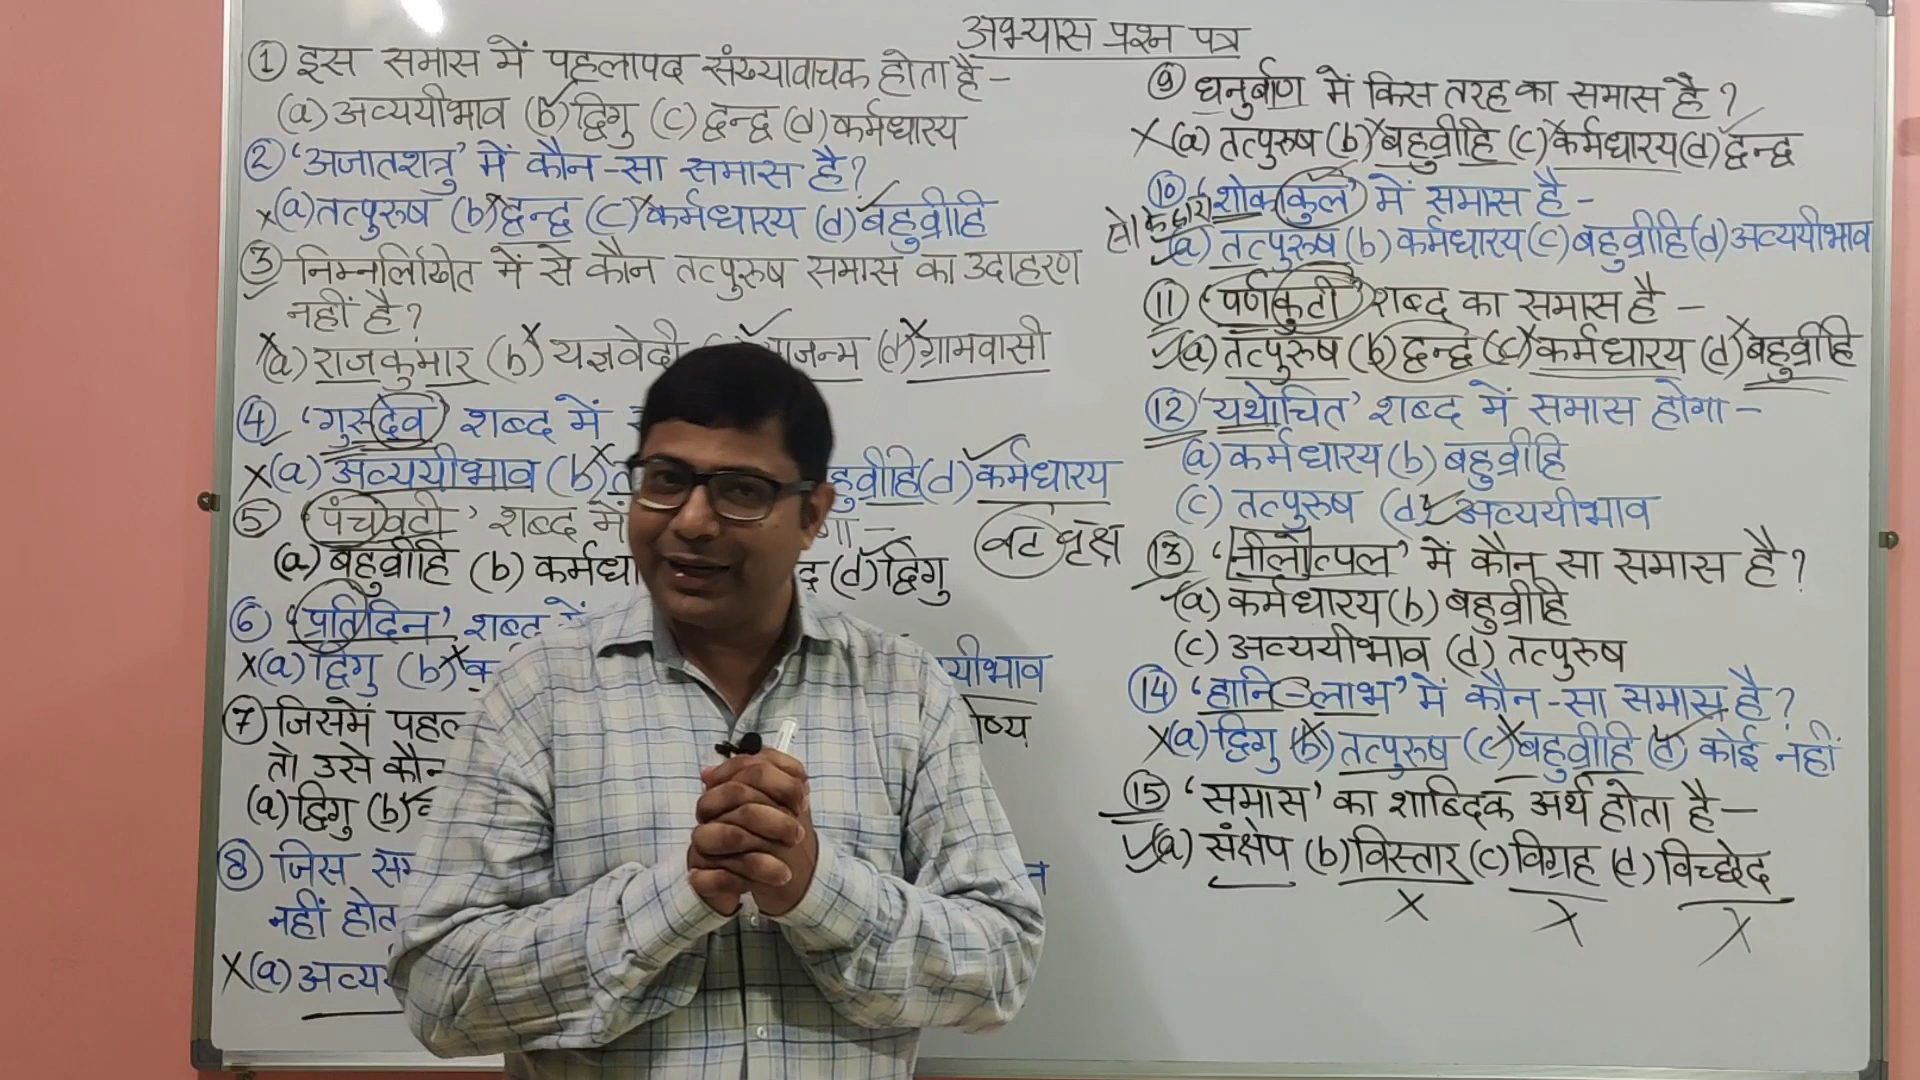 अभ्यास प्रश्न पत्र
① इस समास में पहलापद संख्यावाचक होता है -
(a) अव्ययीभाव (b) द्विगु (c) द्वन्द्व (d) कर्मधारय
② 'अजातशत्रु' में कौन-सा समास है?
(a) तत्पुरुष (b) द्वन्द्व (c) कर्मधारय (d) बहुव्रीहि
③ निम्नलिखित में से कौन तत्पुरुष समास का उदाहरण
नहीं है?
(a) राजकुमार (b) यज्ञवेदी जन्म (d) ग्रामवासी
④ 'गुरुदेव' शब्द में
(a) अव्ययीभाव (b) (d) कर्मधारय
⑤ 'पंचवटी' शब्द में
वट वृक्ष
(a) बहुव्रीहि (b) (d) द्विगु
⑥ 'प्रतिदिन' शब्द में
(a) द्विगु (b)
⑦ जिसमें
तो उसे कौन
(a) द्विगु (b)
⑧ जिस
नहीं
(a)
⑨ धनुर्बाण में किस तरह का समास है?
(a) तत्पुरुष (b) बहुव्रीहि (c) कर्मधारय (d) द्वन्द्व
⑩ 'शोकाकुल' में समास है -
(a) तत्पुरुष (b) कर्मधारय (c) बहुव्रीहि (d) अव्ययीभाव
⑪ 'पर्णकुटी' शब्द का समास है -
(a) तत्पुरुष (b) द्वन्द्व (c) कर्मधारय (d) बहुव्रीहि
⑫ 'यथोचित' शब्द में समास होगा -
(a) कर्मधारय (b) बहुव्रीहि
(c) तत्पुरुष (d) अव्ययीभाव
⑬ 'नीलोत्पल' में कौन सा समास है?
(a) कर्मधारय (b) बहुव्रीहि
(c) अव्ययीभाव (d) तत्पुरुष
⑭ 'हानि-लाभ' में कौन-सा समास है?
(a) द्विगु (b) तत्पुरुष (c) बहुव्रीहि (d) कोई नहीं
⑮ 'समास' का शाब्दिक अर्थ होता है -
(a) संक्षेप (b) विस्तार (c) विग्रह (d) विच्छेद